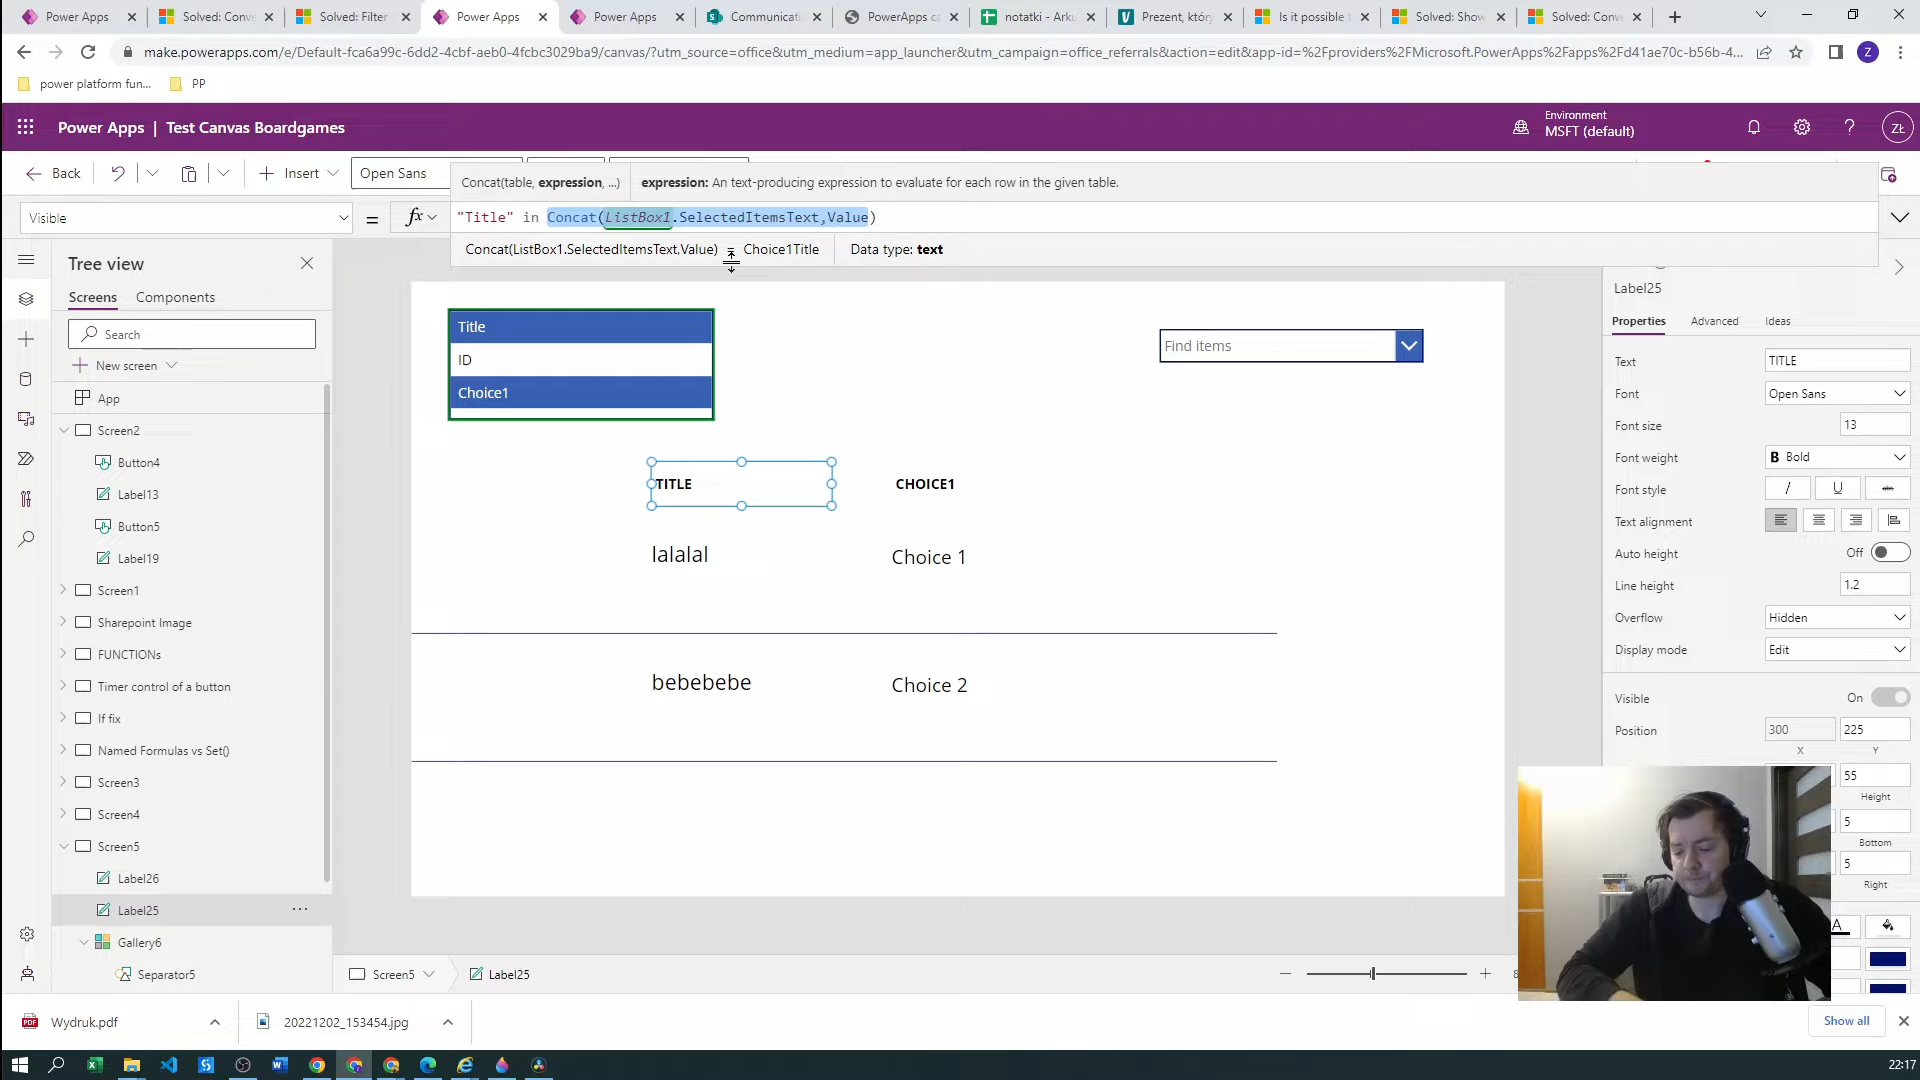 Power Apps
Solved: Conv
Solved: Filter
Power Apps
Power Apps
Communicati
PowerApps ca
notatki - Arku
Prezent, któr
Is it possible t
Solved: Show
Solved: Conv
make.powerapps.com/e/Default-fca6a99c-6dd2-4cbf-aeb0-4fcbc3029ba9/canvas/?utm_source=office&utm_medium=app_launcher&utm_campaign=office_referrals&action=edit&app-id=%2Fproviders%2FMicrosoft.PowerApps%2Fapps%2Fd41ae70c-b56b-4...
Z
power platform fun...
PP
Power Apps | Test Canvas Boardgames
Environment
MSFT (default)
ZŁ
Back
Insert
Open Sans
Concat(table, expression, ...)
expression: An text-producing expression to evaluate for each row in the given table.
Visible
=
fx
"Title" in Concat(ListBox1.SelectedItemsText,Value)
Concat(ListBox1.SelectedItemsText,Value) = Choice1Title
Data type: text
Tree view
Screens
Components
Search
New screen
App
Screen2
Button4
Label13
Button5
Label19
Screen1
Sharepoint Image
FUNCTIONs
Timer control of a button
If fix
Named Formulas vs Set()
Screen3
Screen4
Screen5
Label26
Label25
Gallery6
Separator5
Title
ID
Choice1
Find items
TITLE
CHOICE1
lalalal
Choice 1
bebebebe
Choice 2
Label25
Properties
Advanced
Ideas
Text
TITLE
Font
Open Sans
Font size
13
Font weight
B Bold
Font style
Text alignment
Auto height
Off
Line height
1.2
Overflow
Hidden
Display mode
Edit
Visible
On
Position
300
225
X
Y
55
Height
5
Bottom
5
Right
Screen5
Label25
8
Wydruk.pdf
20221202_153454.jpg
Show all
22:17